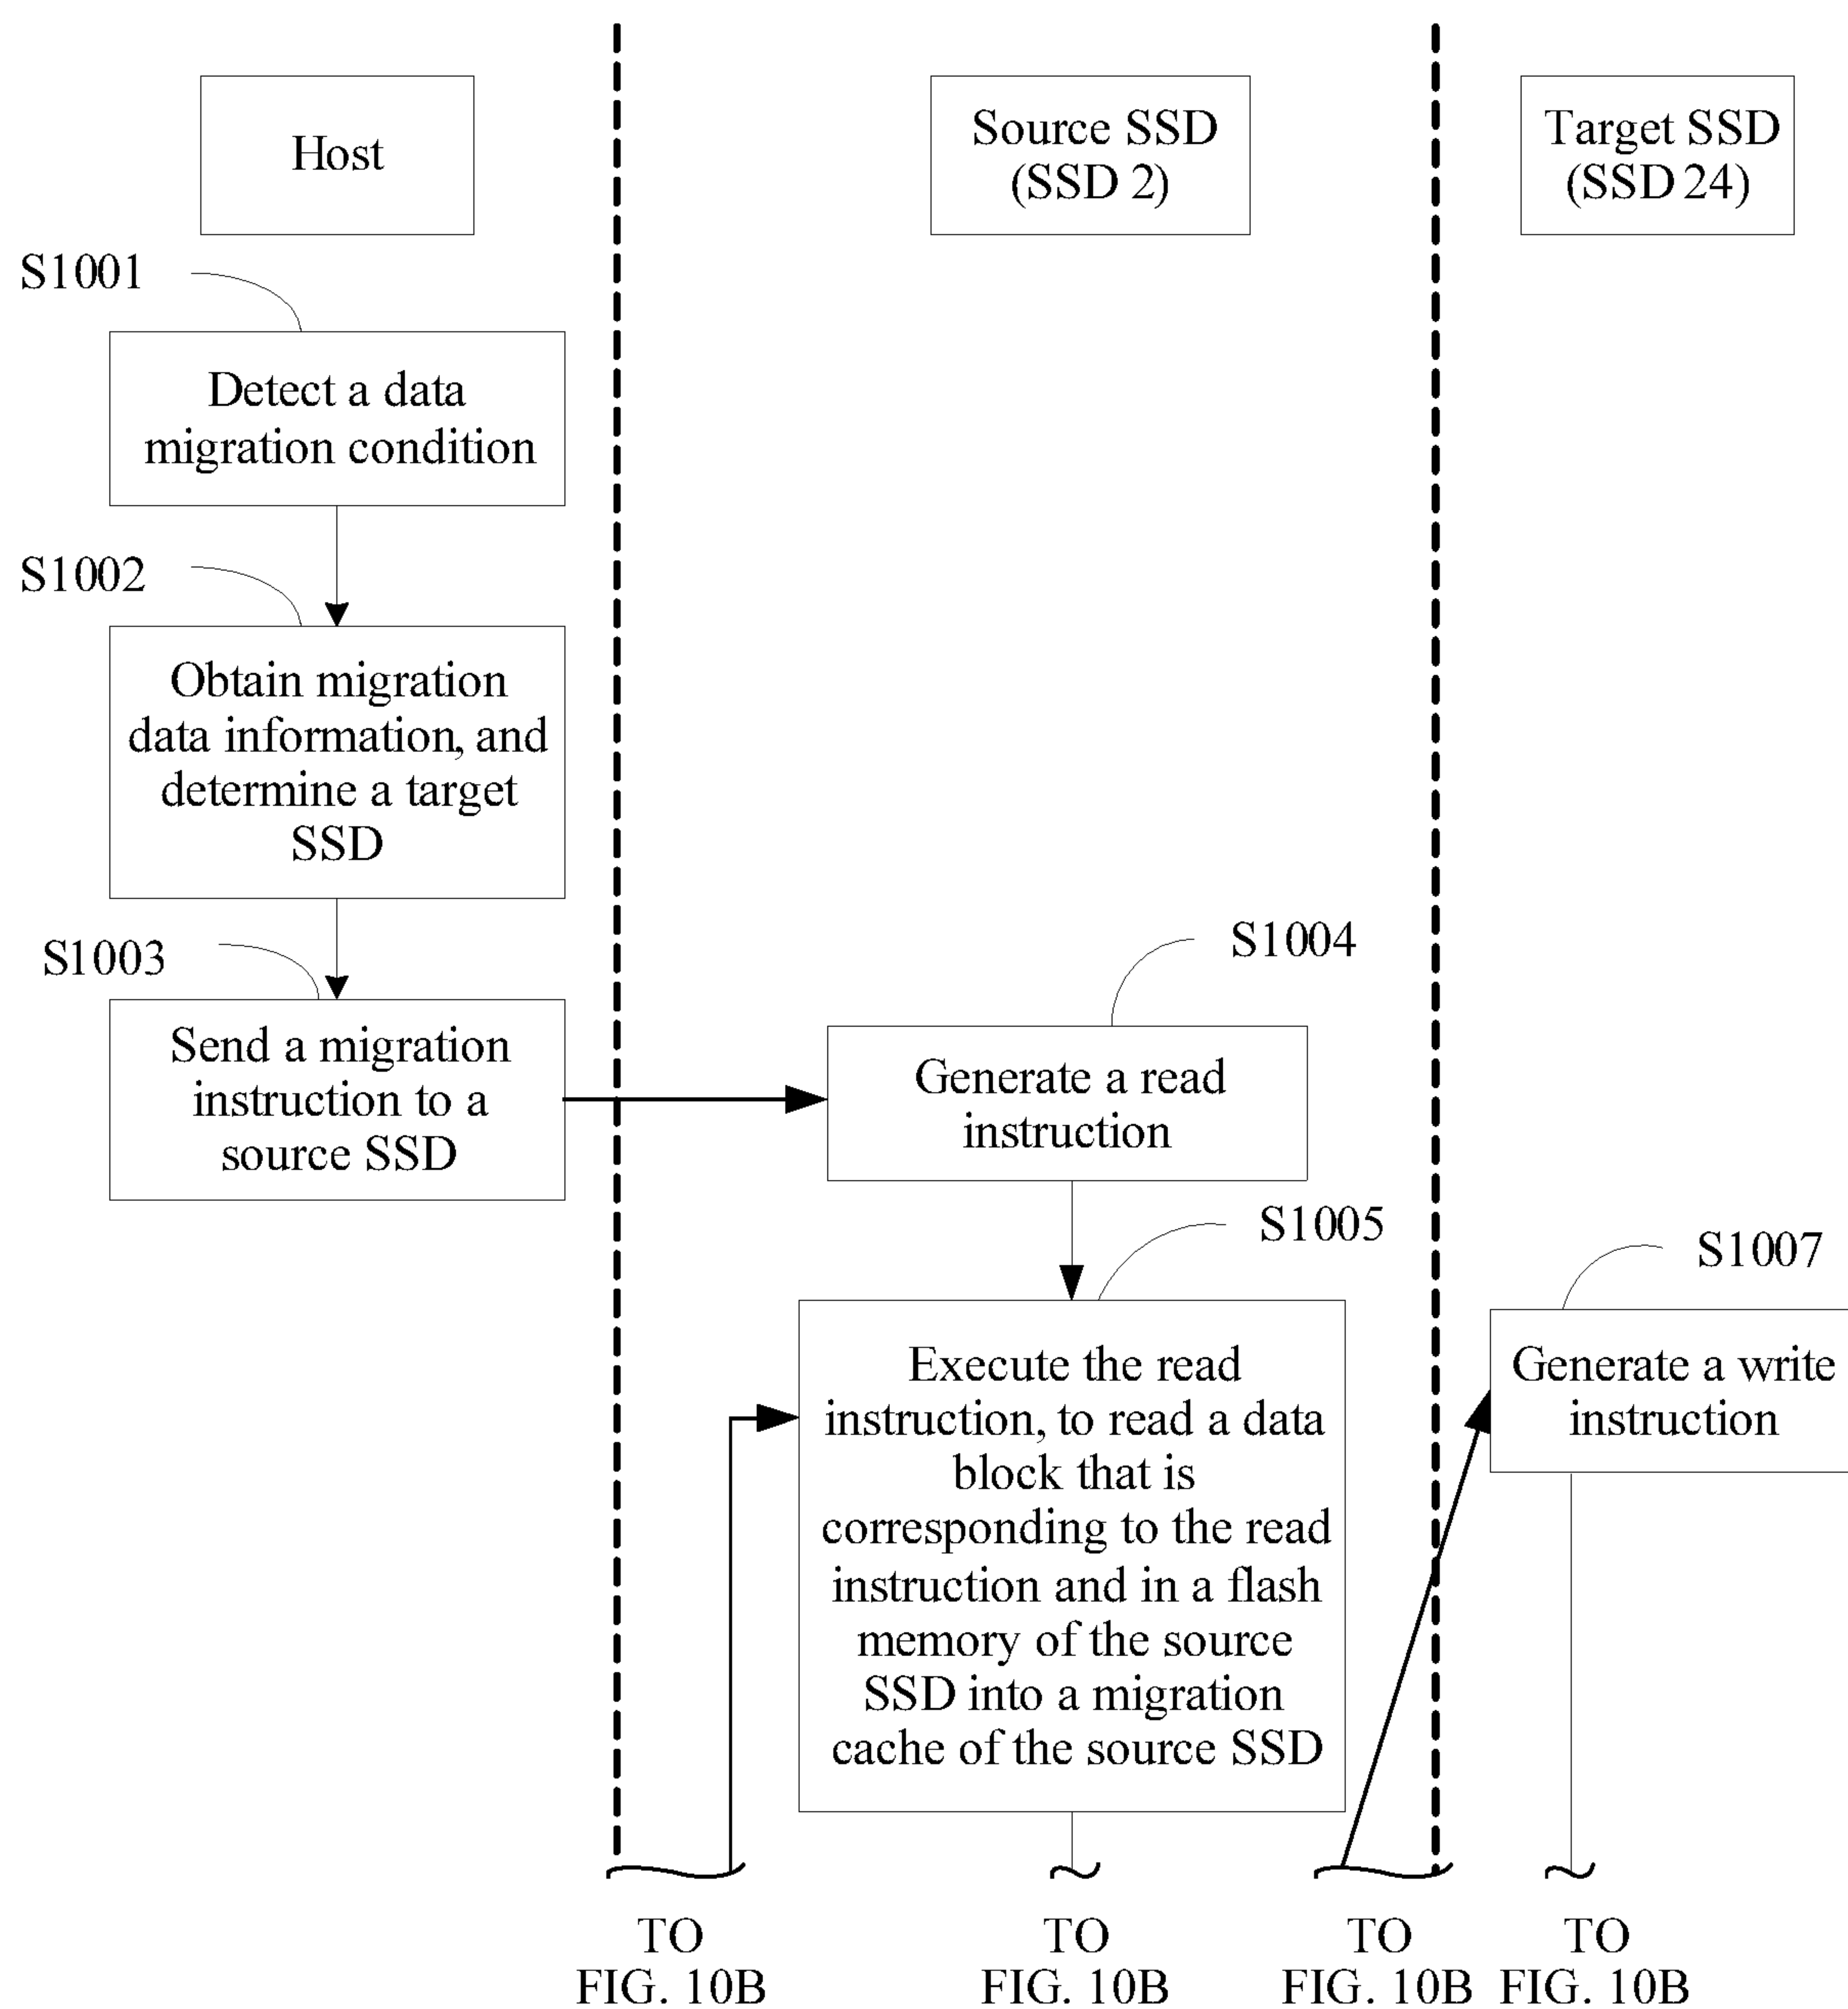 Host
Source SSD
(SSD 2)
Target SSD
(SSD 24)
S1001
Detect a data
migration condition
S1002
Obtain migration
data information, and
determine a target
SSD
S1003
Send a migration
instruction to a
source SSD
S1004
Generate a read
instruction
S1005
Execute the read
instruction, to read a data
block that is
corresponding to the read
instruction and in a flash
memory of the source
SSD into a migration
cache of the source SSD
S1007
Generate a write
instruction
TO
FIG. 10B
TO
FIG. 10B
TO
FIG. 10B
TO
FIG. 10B